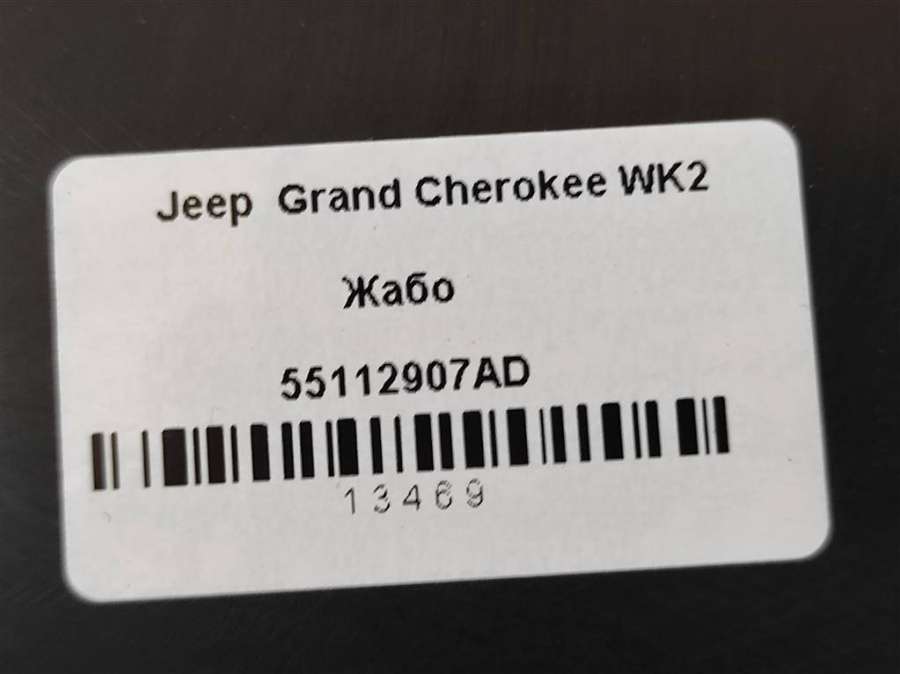 Jeep Grand Cherokee WK2
Жабо
55112907AD
13469